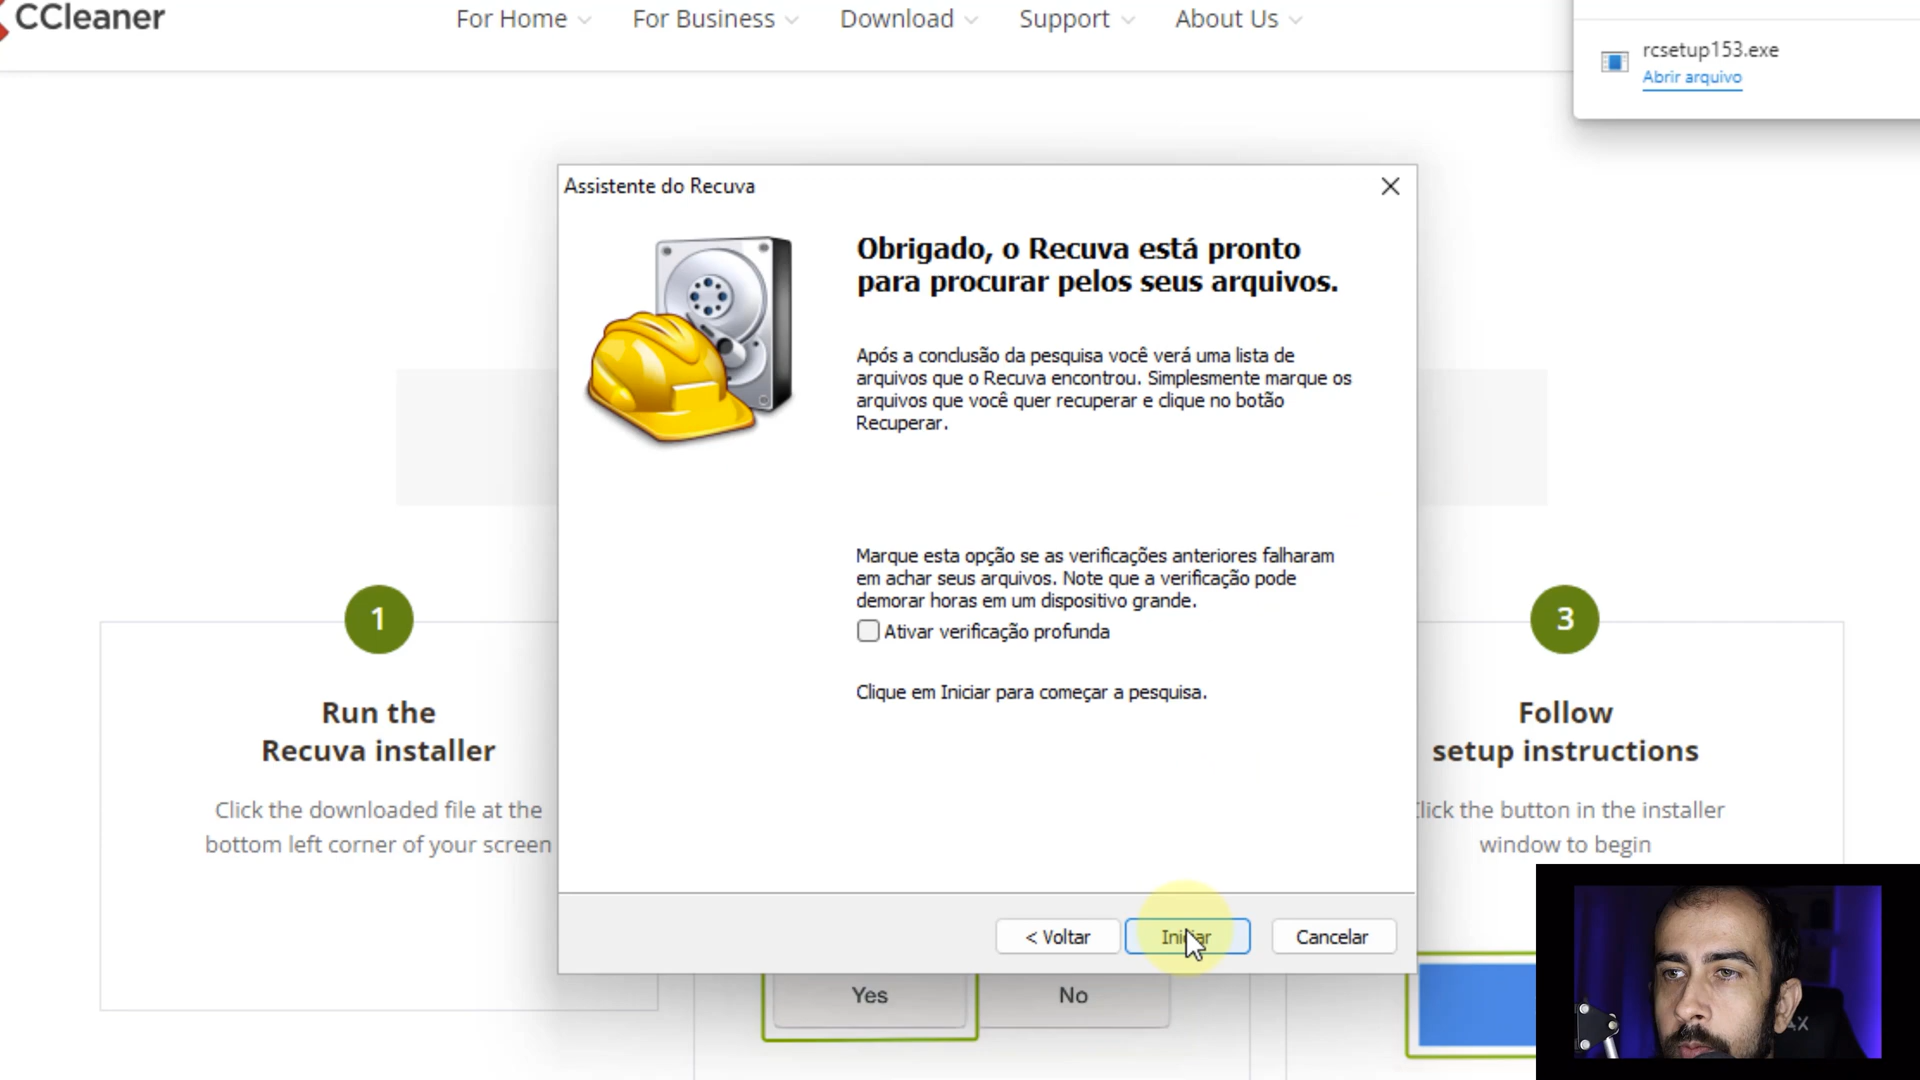 CCleaner
For Home
For Business
Download
Support
About Us
rcsetup153.exe
Abrir arquivo
Assistente do Recuva
Obrigado, o Recuva está pronto
para procurar pelos seus arquivos.
Após a conclusão da pesquisa você verá uma lista de
arquivos que o Recuva encontrou. Simplesmente marque os
arquivos que você quer recuperar e clique no botão
Recuperar.
Marque esta opção se as verificações anteriores falharam
em achar seus arquivos. Note que a verificação pode
demorar horas em um dispositivo grande.
Ativar verificação profunda
Clique em Iniciar para começar a pesquisa.
< Voltar
Iniciar
Cancelar
1
Run the
Recuva installer
Click the downloaded file at the
bottom left corner of your screen
Yes
No
3
Follow
setup instructions
Click the button in the installer
window to begin